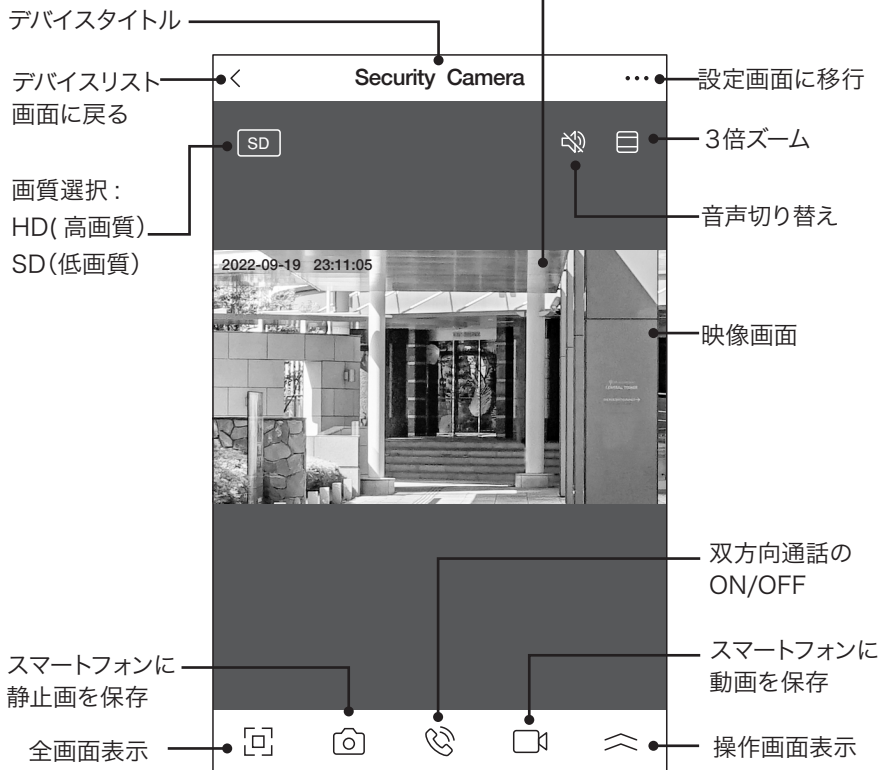 デバイスタイトル
デバイスリスト
画面に戻る
Security Camera
設定画面に移行
SD
3倍ズーム
画質選択：
HD(高画質)
SD(低画質)
音声切り替え
2022-09-19 23:11:05
映像画面
双方向通話の
ON/OFF
スマートフォンに
静止画を保存
スマートフォンに
動画を保存
全画面表示
操作画面表示